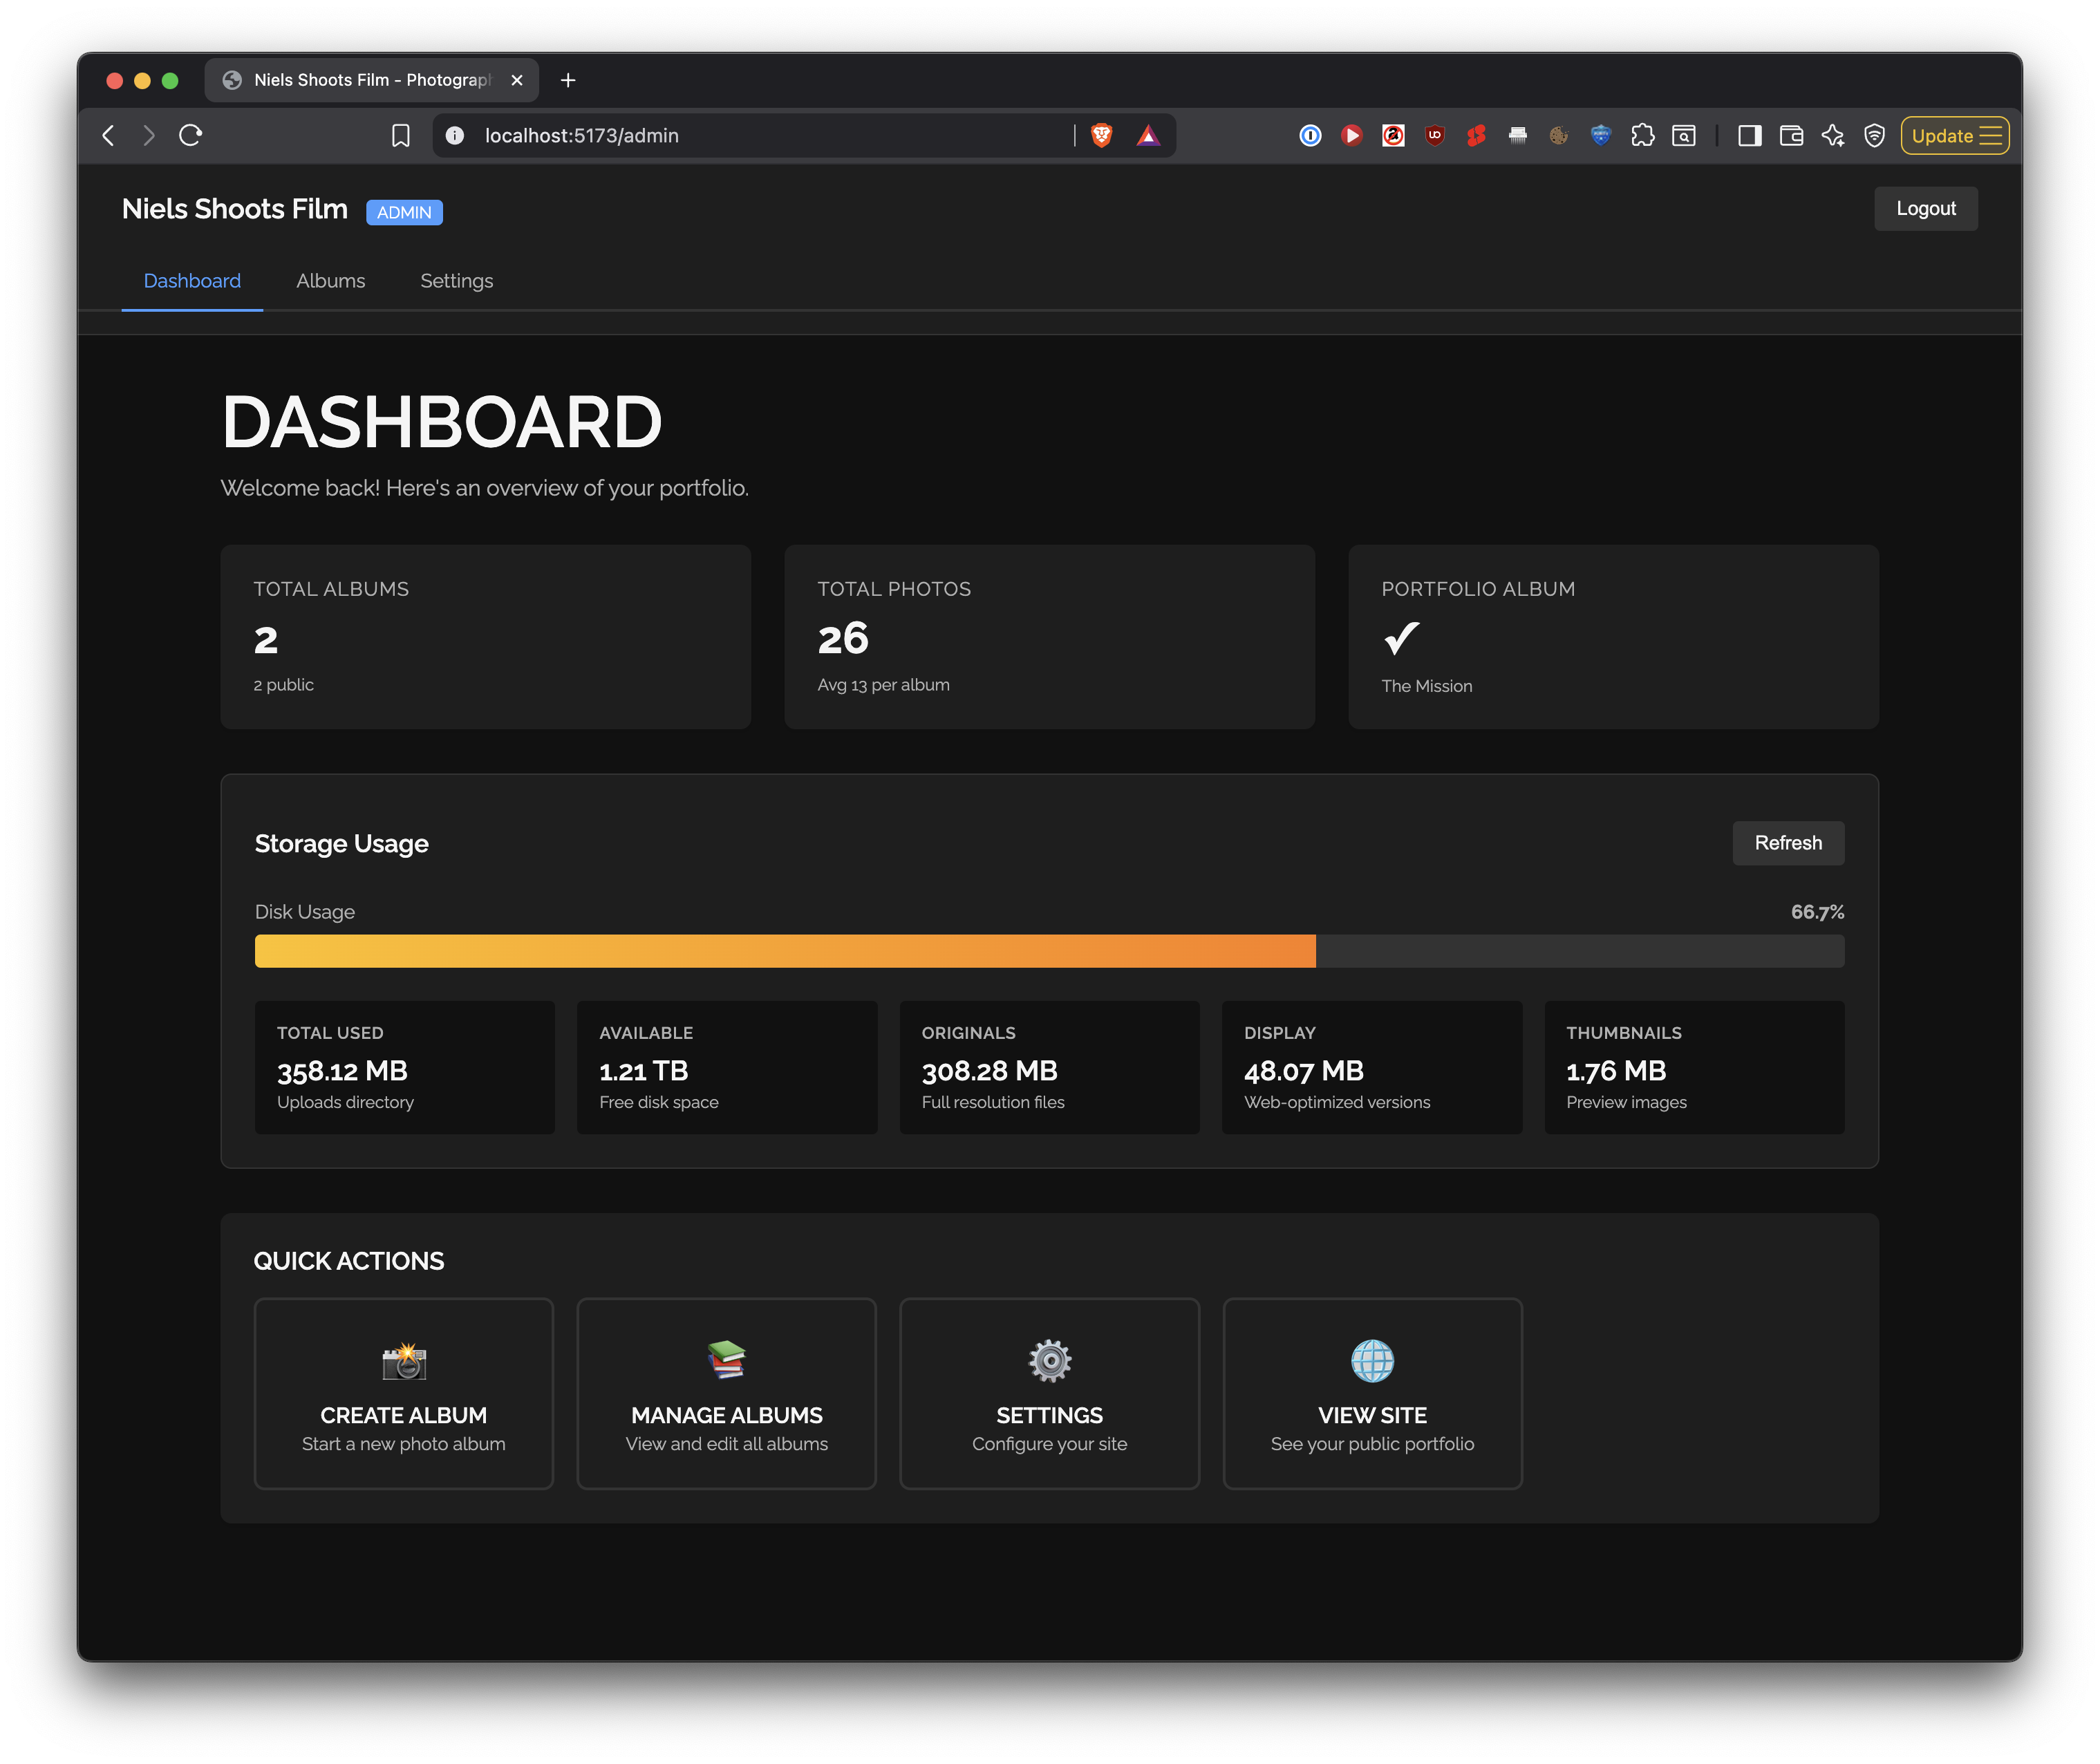 Niels Shoots Film - Photograp
localhost:5173/admin
Update
Niels Shoots Film
ADMIN
Logout
Dashboard
Albums
Settings
DASHBOARD
Welcome back! Here's an overview of your portfolio.
TOTAL ALBUMS
2
2 public
TOTAL PHOTOS
26
Avg 13 per album
PORTFOLIO ALBUM
✓
The Mission
Storage Usage
Refresh
Disk Usage
66.7%
TOTAL USED
358.12 MB
Uploads directory
AVAILABLE
1.21 TB
Free disk space
ORIGINALS
308.28 MB
Full resolution files
DISPLAY
48.07 MB
Web-optimized versions
THUMBNAILS
1.76 MB
Preview images
QUICK ACTIONS
CREATE ALBUM
Start a new photo album
MANAGE ALBUMS
View and edit all albums
SETTINGS
Configure your site
VIEW SITE
See your public portfolio